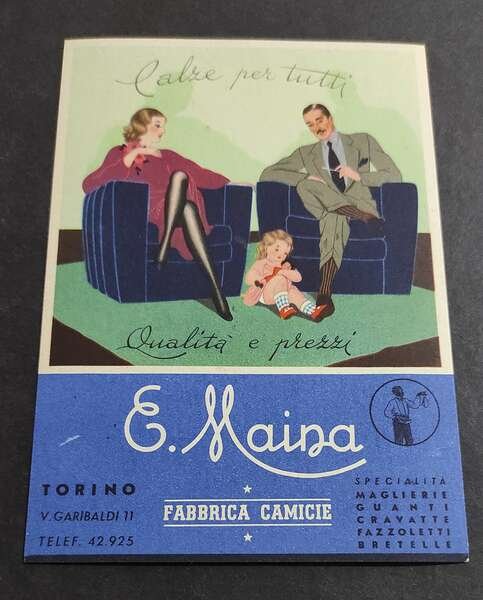 Calze per tutti
Qualità e prezzi
E. Maina
TORINO
V. GARIBALDI 11
TELEF. 42.925
FABBRICA CAMICIE
SPECIALITÀ
MAGLIERIE
GUANTI
CRAVATTE
FAZZOLETTI
BRETELLE